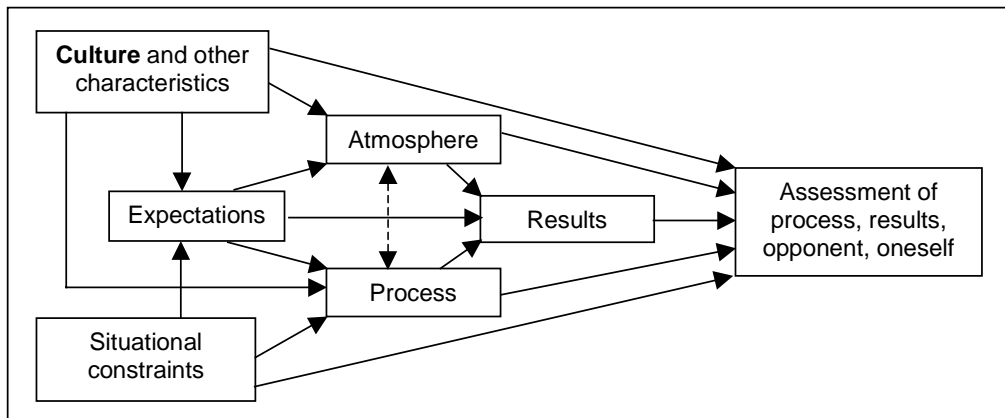 Culture and other
characteristics
Atmosphere
Expectations
Results
Assessment of
process, results,
opponent, oneself
Process
Situational
constraints